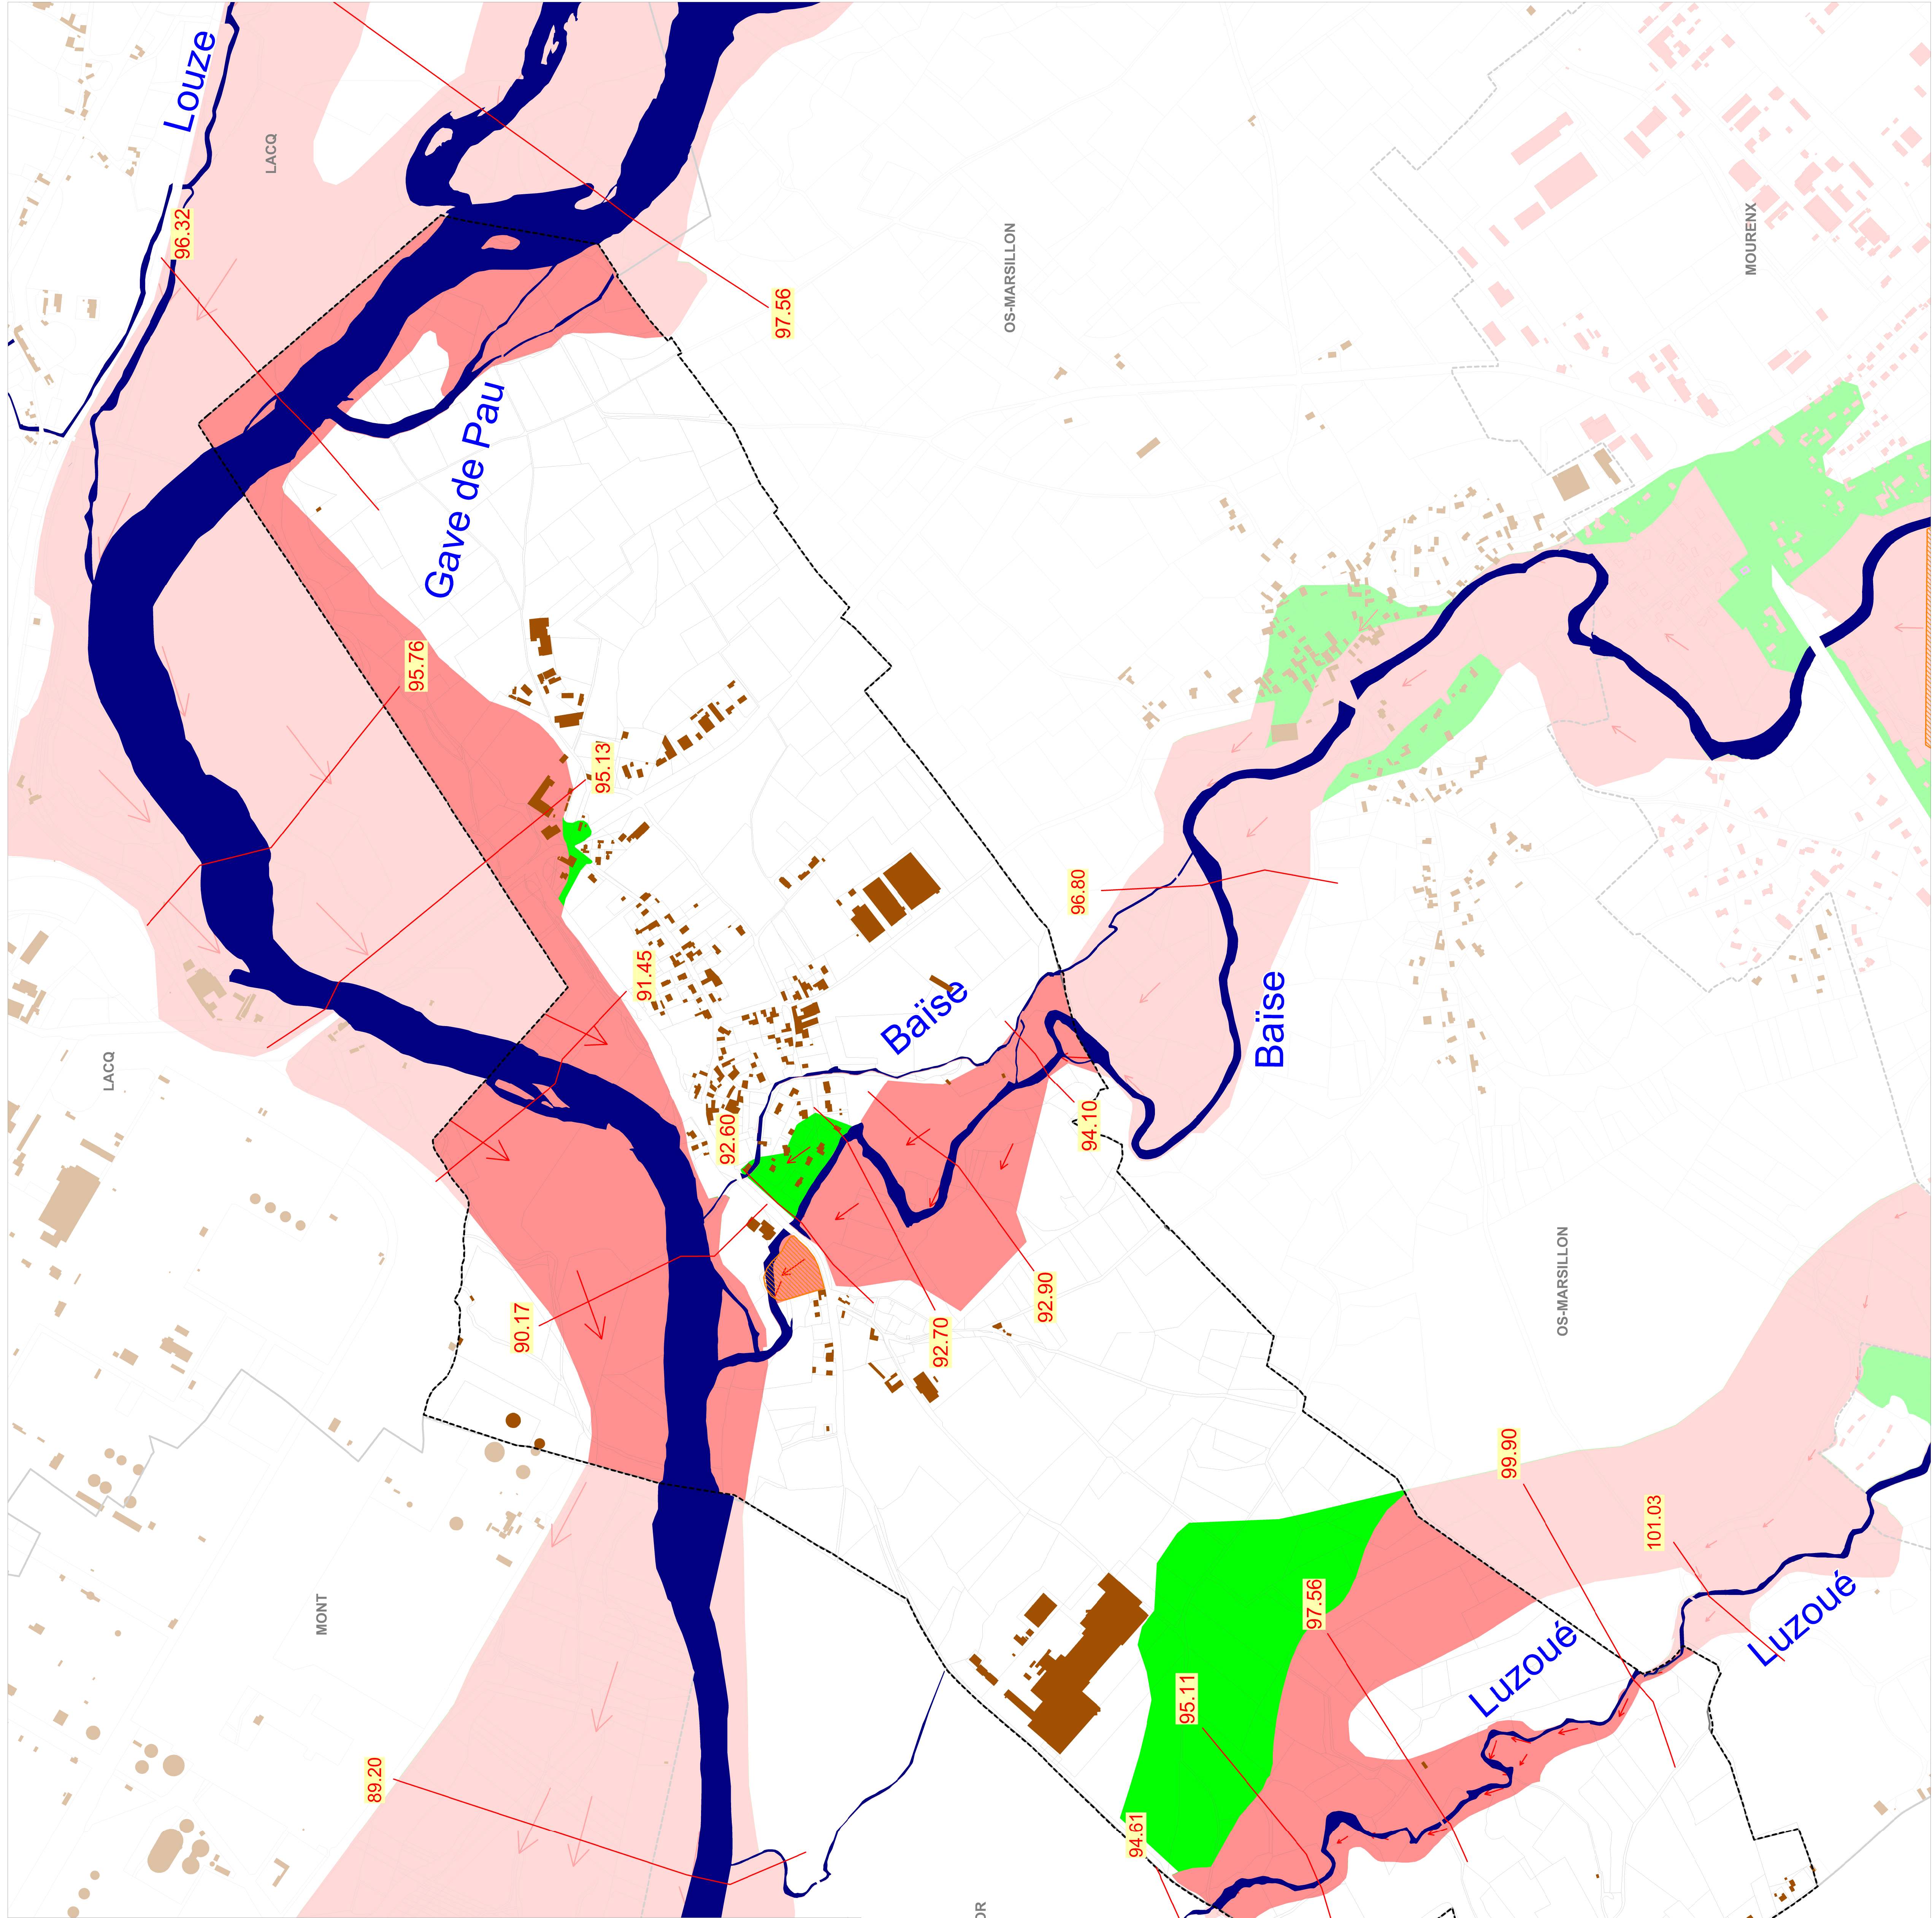 Louze
LACQ
96.32
97.56
OS-MARSILLON
MOURENX
Gave de Pau
95.76
95.13
96.80
91.45
Baïse
Baïse
LACQ
92.60
94.10
90.17
92.70
92.90
OS-MARSILLON
99.90
101.03
MONT
97.56
Luzoué
Luzoué
95.11
89.20
94.61
OR